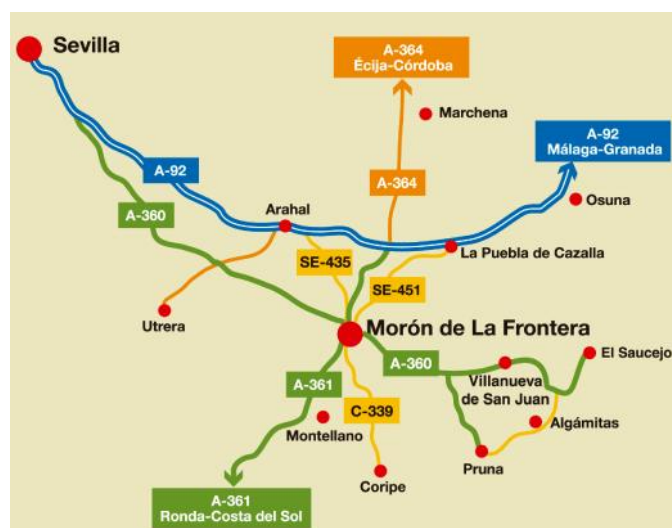 Sevilla
A-364
Écija-Córdoba
Marchena
A-92
Málaga-Granada
A-92
A-364
Osuna
A-360
Arahal
SE-435
La Puebla de Cazalla
SE-451
Utrera
Morón de La Frontera
A-360
El Saucejo
A-361
Villanueva
de San Juan
C-339
Montellano
Algámitas
Pruna
Coripe
A-361
Ronda-Costa del Sol